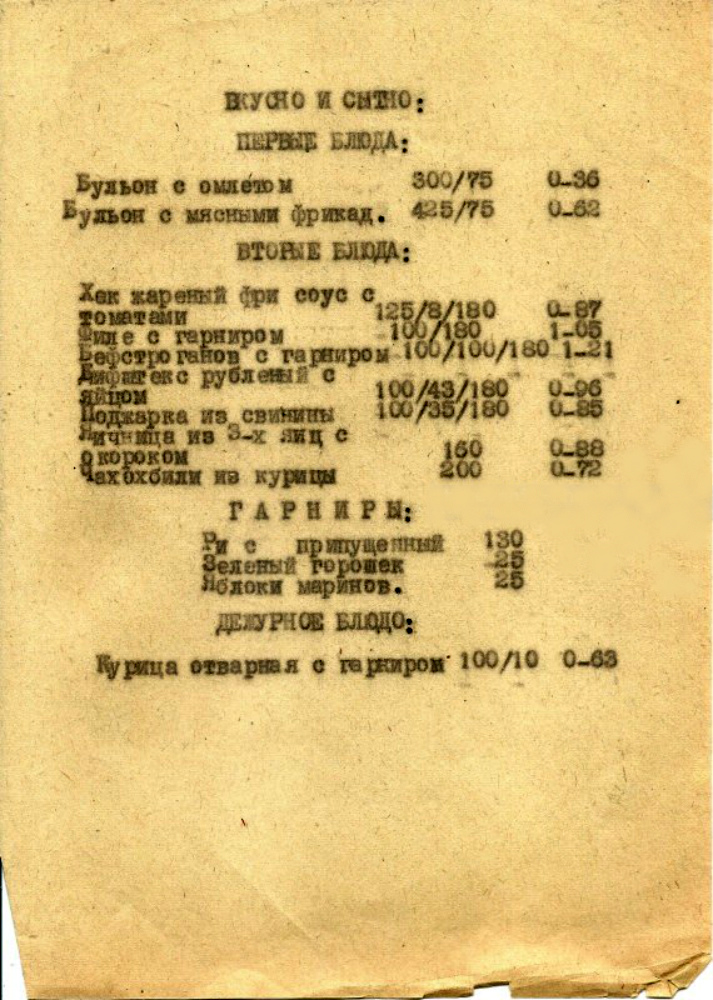 ВКУСНО И СЫТНО:
ПЕРВЫЕ БЛЮДА:
Бульон с омлетом 300/75 0-36
Бульон с мясными фрикад. 425/75 0-62
ВТОРЫЕ БЛЮДА:
Хек жареный фри соус с
томатами 125/8/180 0-87
Филе с гарниром 100/180 1-05
Бефстроганов с гарниром 100/100/180 1-21
Бифштекс рубленый с
яйцом 100/43/180 0-96
Поджарка из свинины 100/35/180 0-85
Яичница из 3-х яиц с
окороком 160 0-88
Чахохбили из курицы 200 0-72
Г А Р Н И Р Ы:
Ри с припущенный 130
Зеленый горошек 25
Яблоки маринов. 25
ДЕЖУРНОЕ БЛЮДО:
Курица отварная с гарниром 100/10 0-63